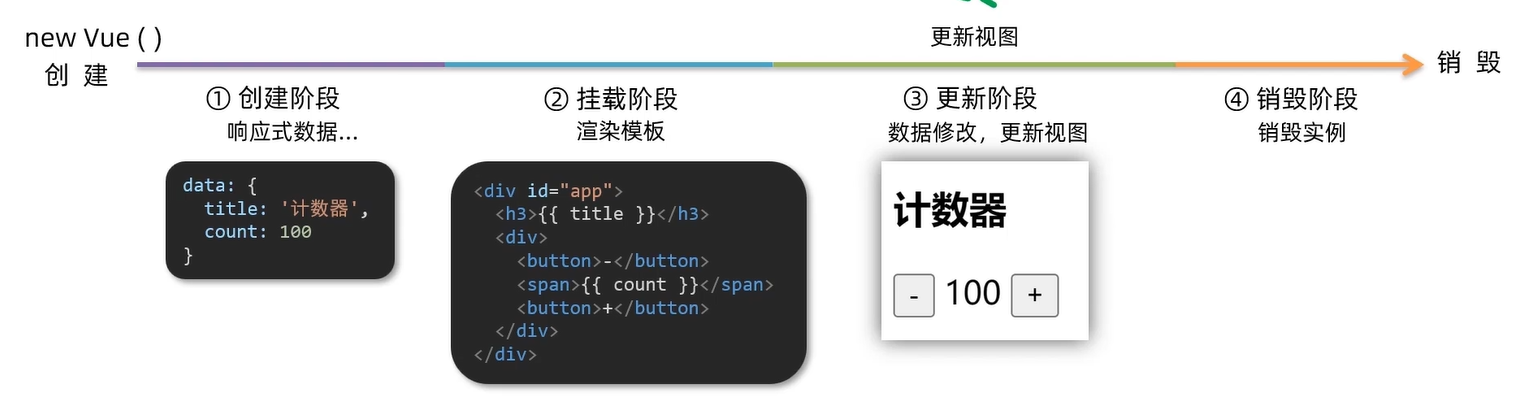 new Vue ( )
创 建
更新视图
销 毁
① 创建阶段
响应式数据...
data: {
title: '计数器',
count: 100
}
② 挂载阶段
渲染模板
<div id="app">
<h3>{{ title }}</h3>
<div>
<button>-</button>
<span>{{ count }}</span>
<button>+</button>
</div>
</div>
③ 更新阶段
数据修改，更新视图
计数器
- 100 +
④ 销毁阶段
销毁实例